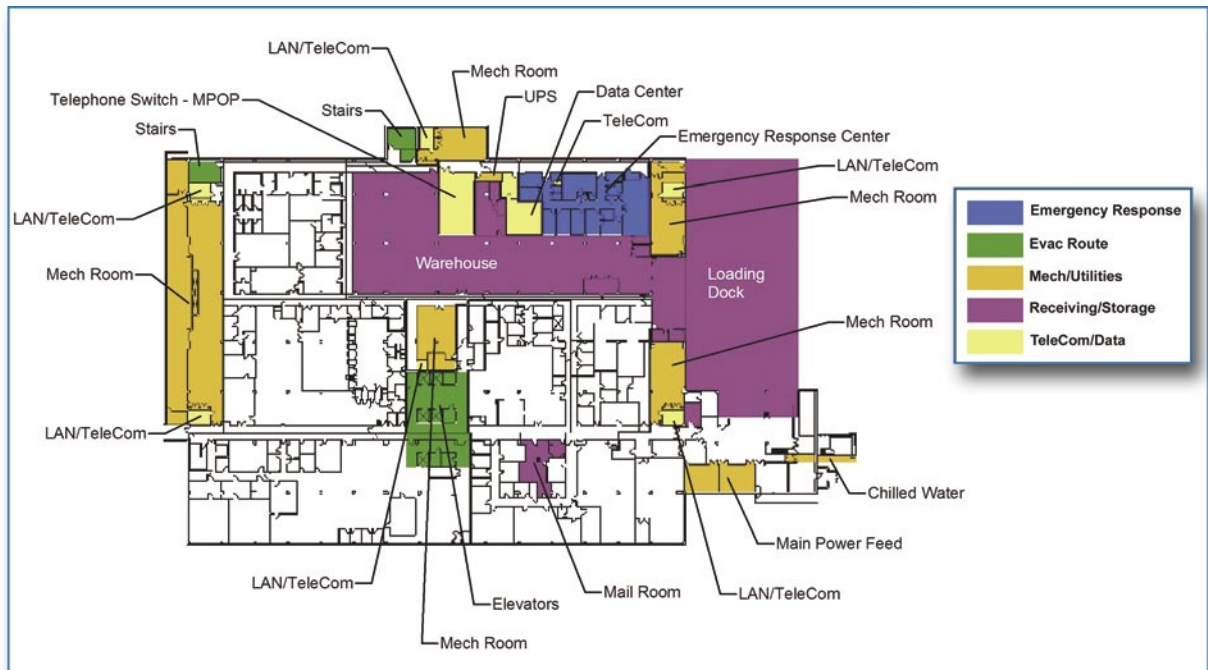 LAN/TeleCom
Mech Room
Telephone Switch - MPOP
UPS
Data Center
Stairs
TeleCom
Stairs
Emergency Response Center
LAN/TeleCom
LAN/TeleCom
Mech Room
Emergency Response
Evac Route
Mech/Utilities
Receiving/Storage
TeleCom/Data
Mech Room
Warehouse
Loading
Dock
Mech Room
LAN/TeleCom
Chilled Water
Main Power Feed
LAN/TeleCom
Mail Room
LAN/TeleCom
Elevators
Mech Room